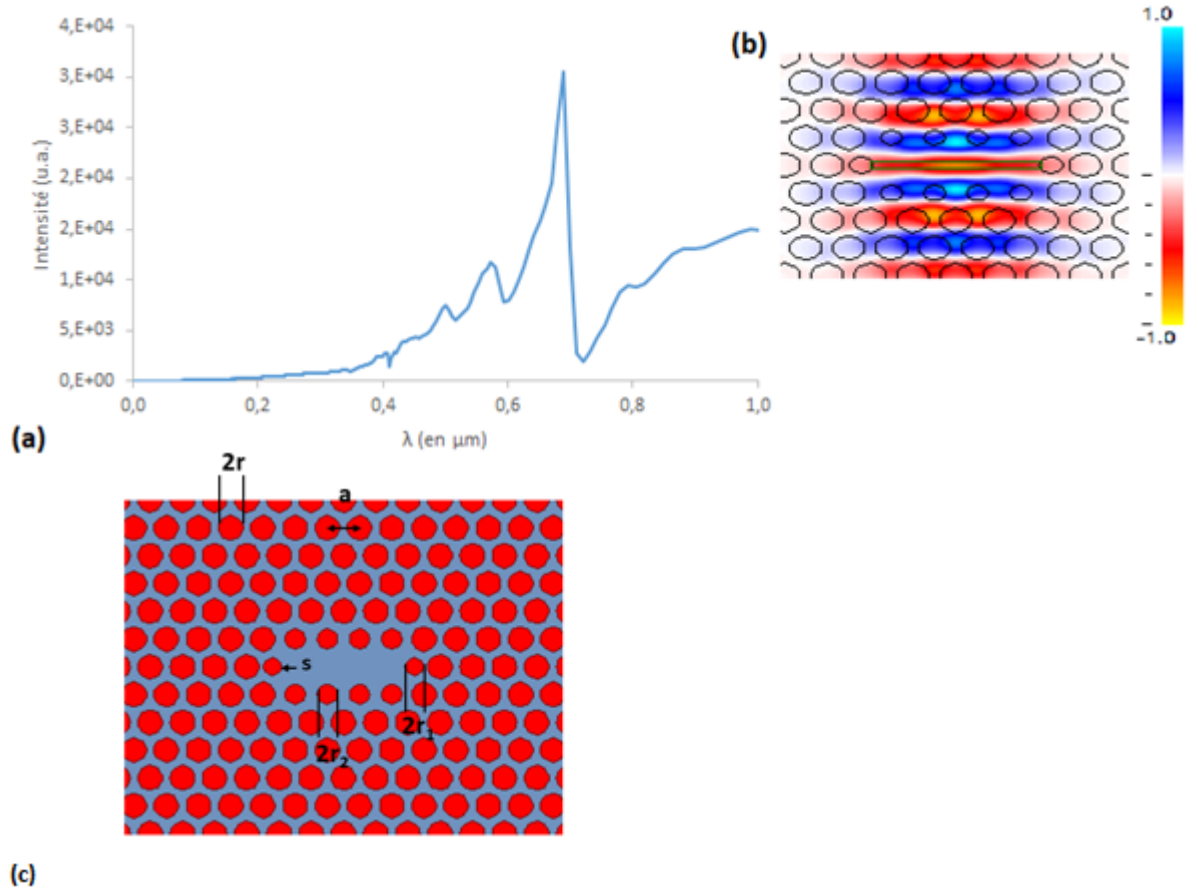 4,E+04
3,E+04
3,E+04
2,E+04
2,E+04
1,E+04
5,E+03
0,E+00
Intensité (u.a.)
0,0 0,2 0,4 0,6 0,8 1,0
λ (en μm)
(a)
(b)
1.0
-1.0
2r
a
s
2r₁
2r₂
(c)